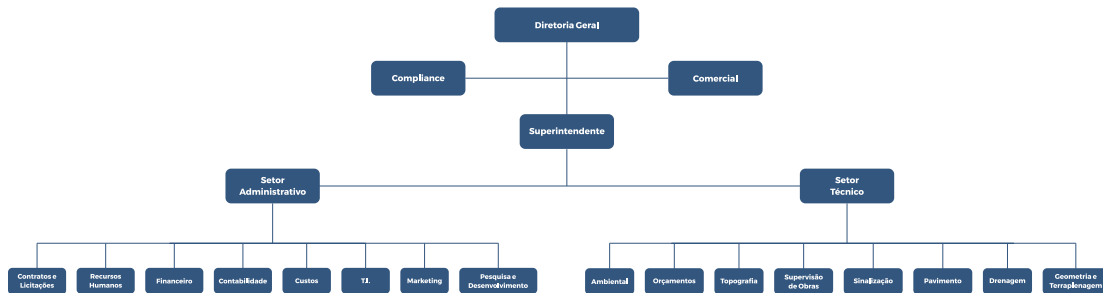 Diretoria Geral
Compliance
Comercial
Superintendente
Setor
Administrativo
Setor
Técnico
Contratos e
Licitações
Recursos
Humanos
Financeiro
Contabilidade
Custos
T.I.
Marketing
Pesquisa e
Desenvolvimento
Ambiental
Orçamentos
Topografia
Supervisão
de Obras
Sinalização
Pavimento
Drenagem
Geometria e
Terraplenagem